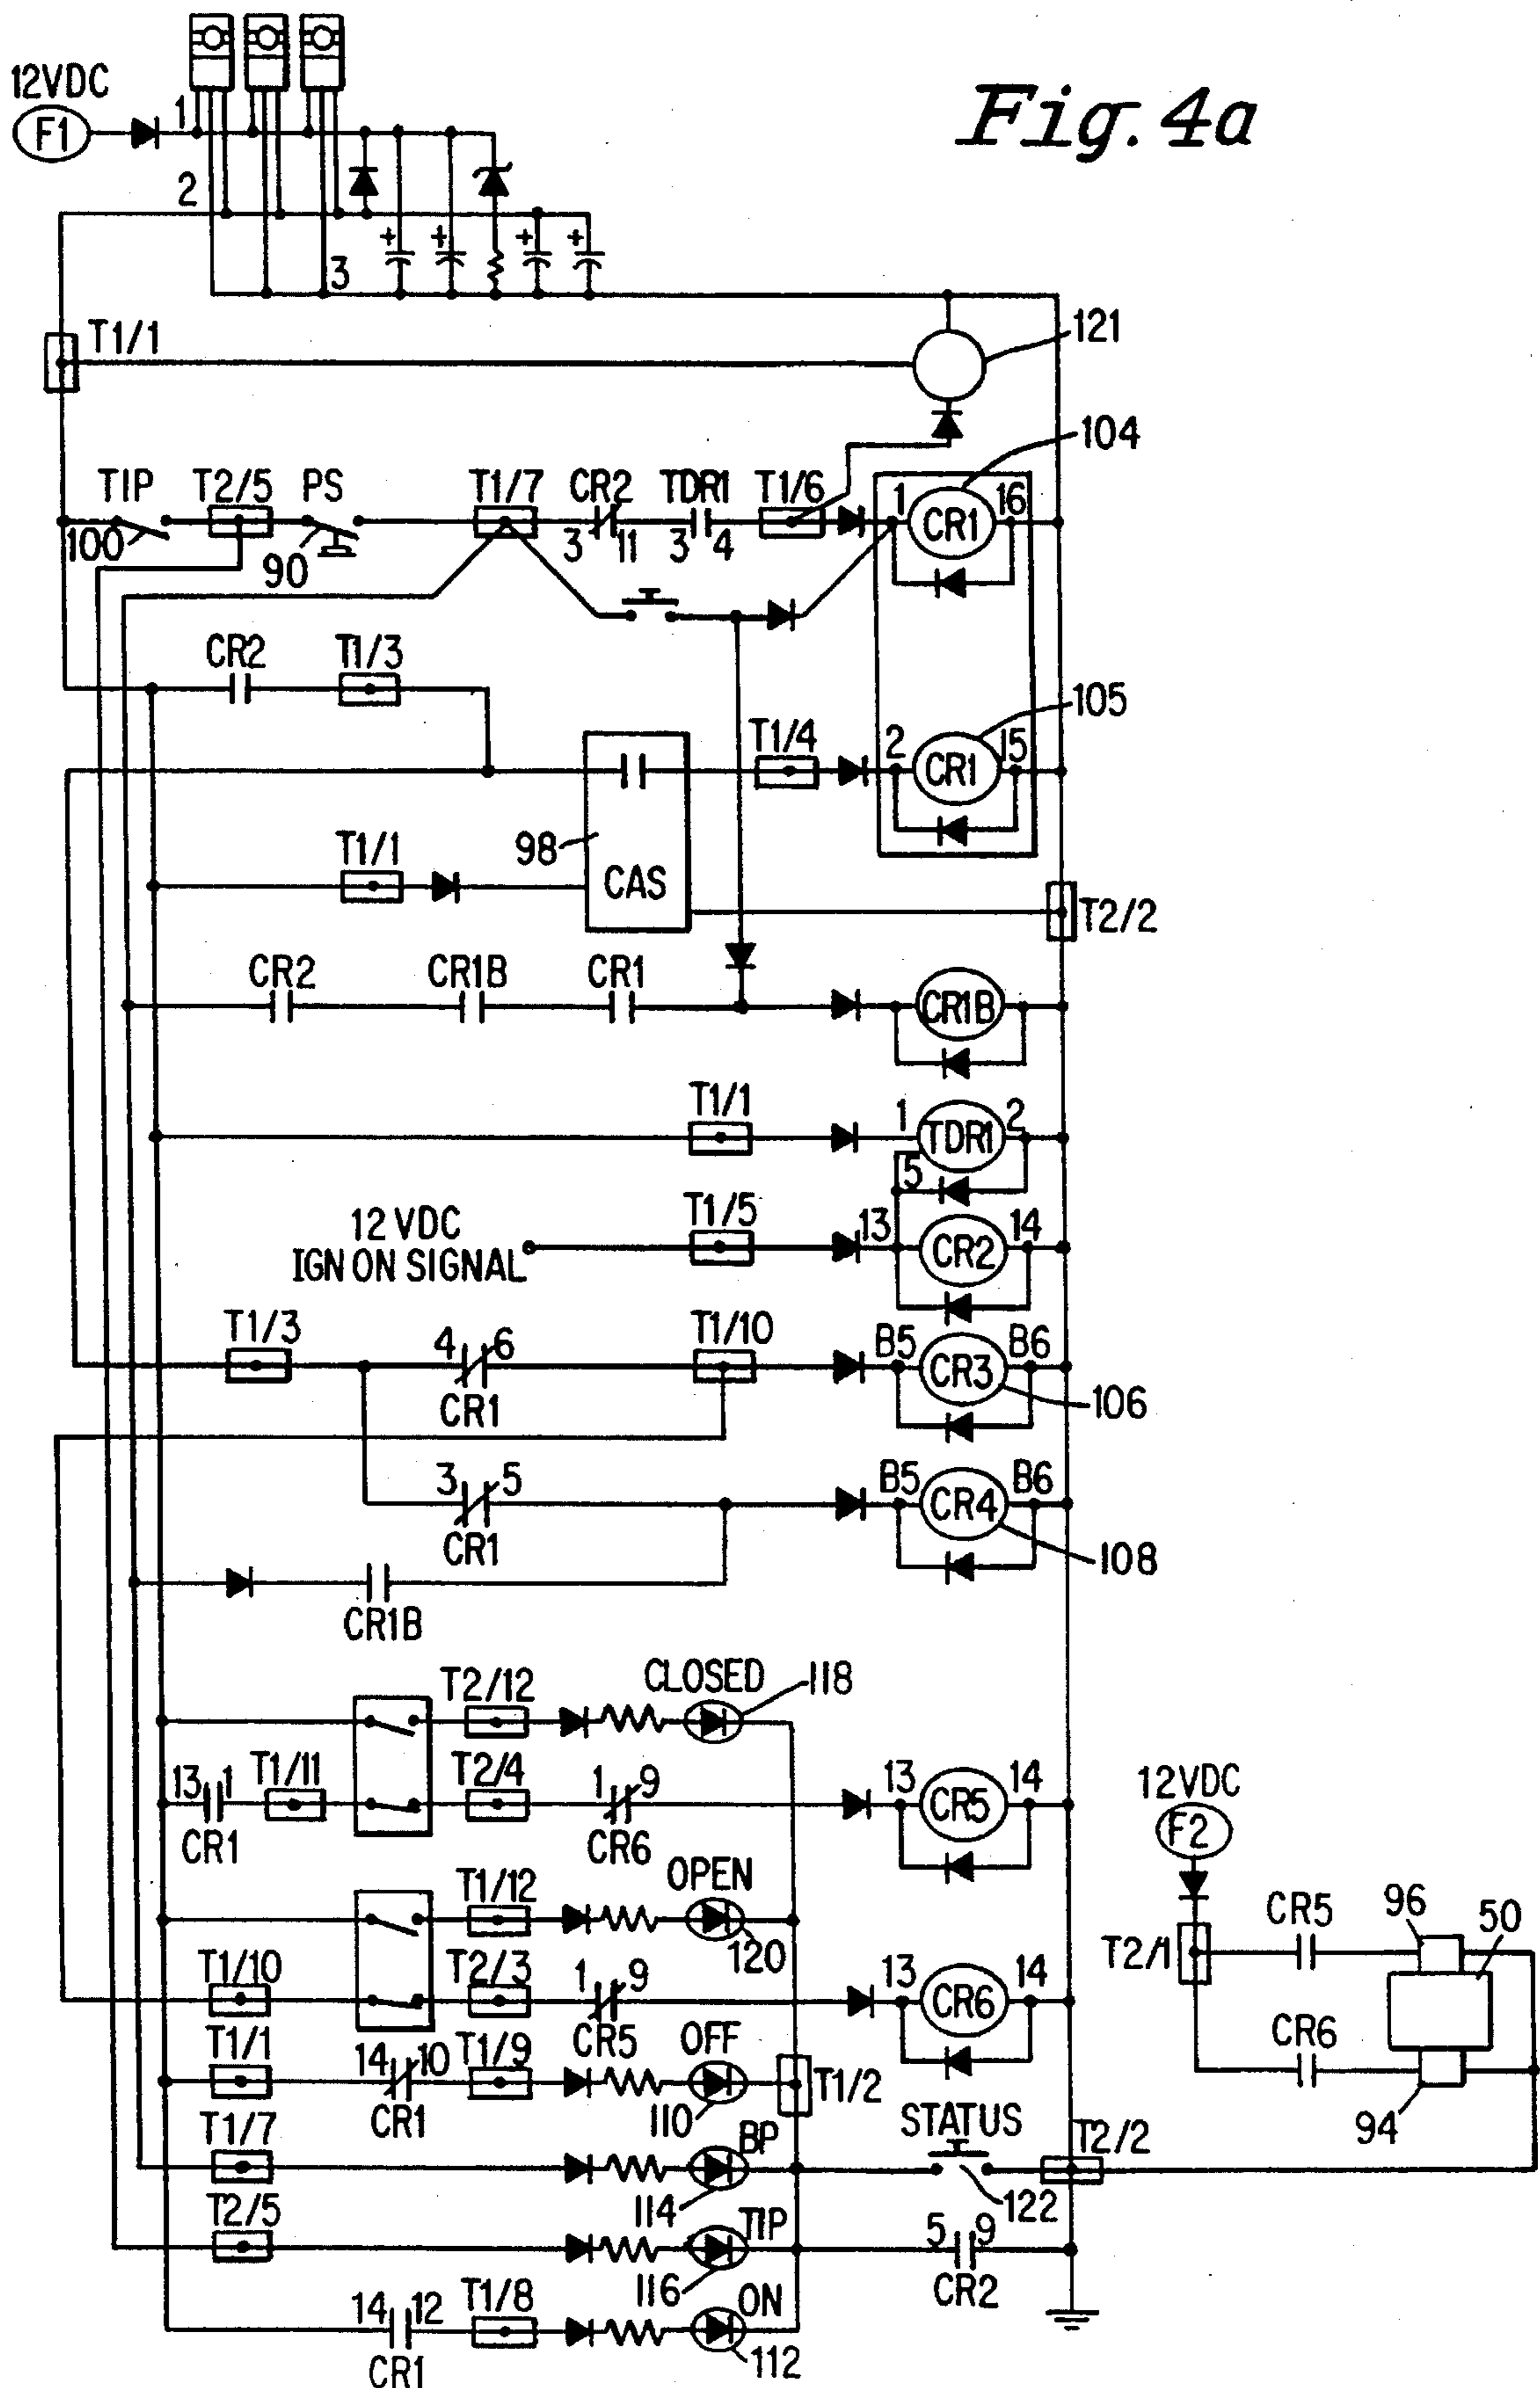 Fig. 4a
12VDC
F1
1
2
3
T1/1
121
104
TIP T2/5 PS T1/7 CR2 TDR1 T1/6 1 CR1 16
100 90 3 11 3 4
CR2 T1/3
105
T1/4 2 CR1 15
98 CAS
T1/1
T2/2
CR2 CR1B CR1 CR1B
T1/1 1 TDR1 2
5
12 VDC
IGN ON SIGNAL
T1/5 13 CR2 14
T1/3 4 6 T1/10 B5 CR3 B6
CR1 106
3 5 B5 CR4 B6
CR1 108
CR1B
T2/12 CLOSED 118
13 1 T1/11 T2/4 1 9 13 CR5 14
CR1 CR6
12VDC
F2
T1/12 OPEN
120
CR5 96 50
T2/1
T1/10 T2/3 1 9 13 CR6 14
CR5
CR6
94
T1/1 14 10 T1/9 OFF T1/2
CR1 110
T1/7 BP STATUS T2/2
114 122
T2/5 TIP 5 9
116 CR2
14 12 T1/8 ON
CR1 112